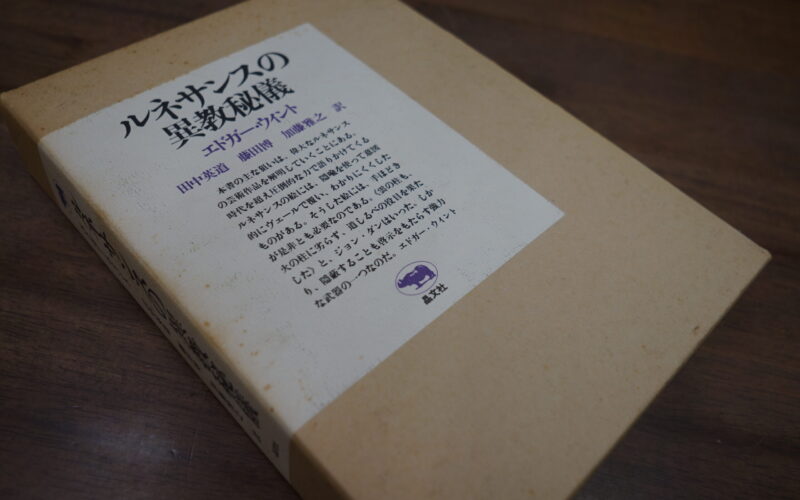 ルネサンスの
異教秘儀
エドガー・ウィント
田中英道 藤田博 加藤雅之 訳
本書の主な狙いは、偉大なルネサンス
の芸術作品を解明していくことにある。
時代を超え圧倒的な力で語りかけてくる
ルネサンスの絵には、隠喩を使って意図
的にヴェールで覆い、わかりにくくした
ものがある。そうした絵には、手ほどき
が是非とも必要なのである。《雲の柱も、
火の柱に劣らず、道しるべの役目を果た
した》と、ジョン・ダンはいった。しか
り、隠蔽することも啓示をもたらす強力
な武器の一つなのだ。エドガー・ウィント
晶文社